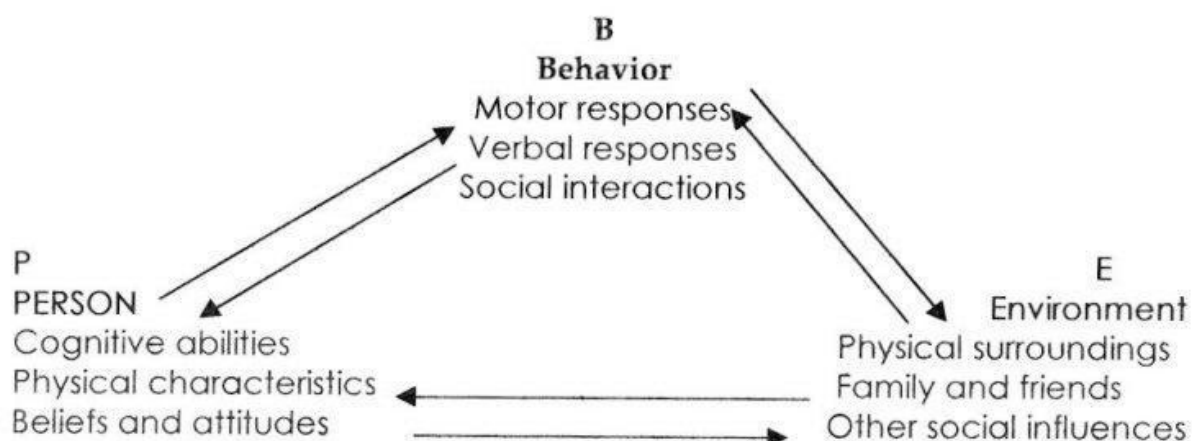 B
Behavior
Motor responses
Verbal responses
Social interactions
P
PERSON
Cognitive abilities
Physical characteristics
Beliefs and attitudes
E
Environment
Physical surroundings
Family and friends
Other social influences